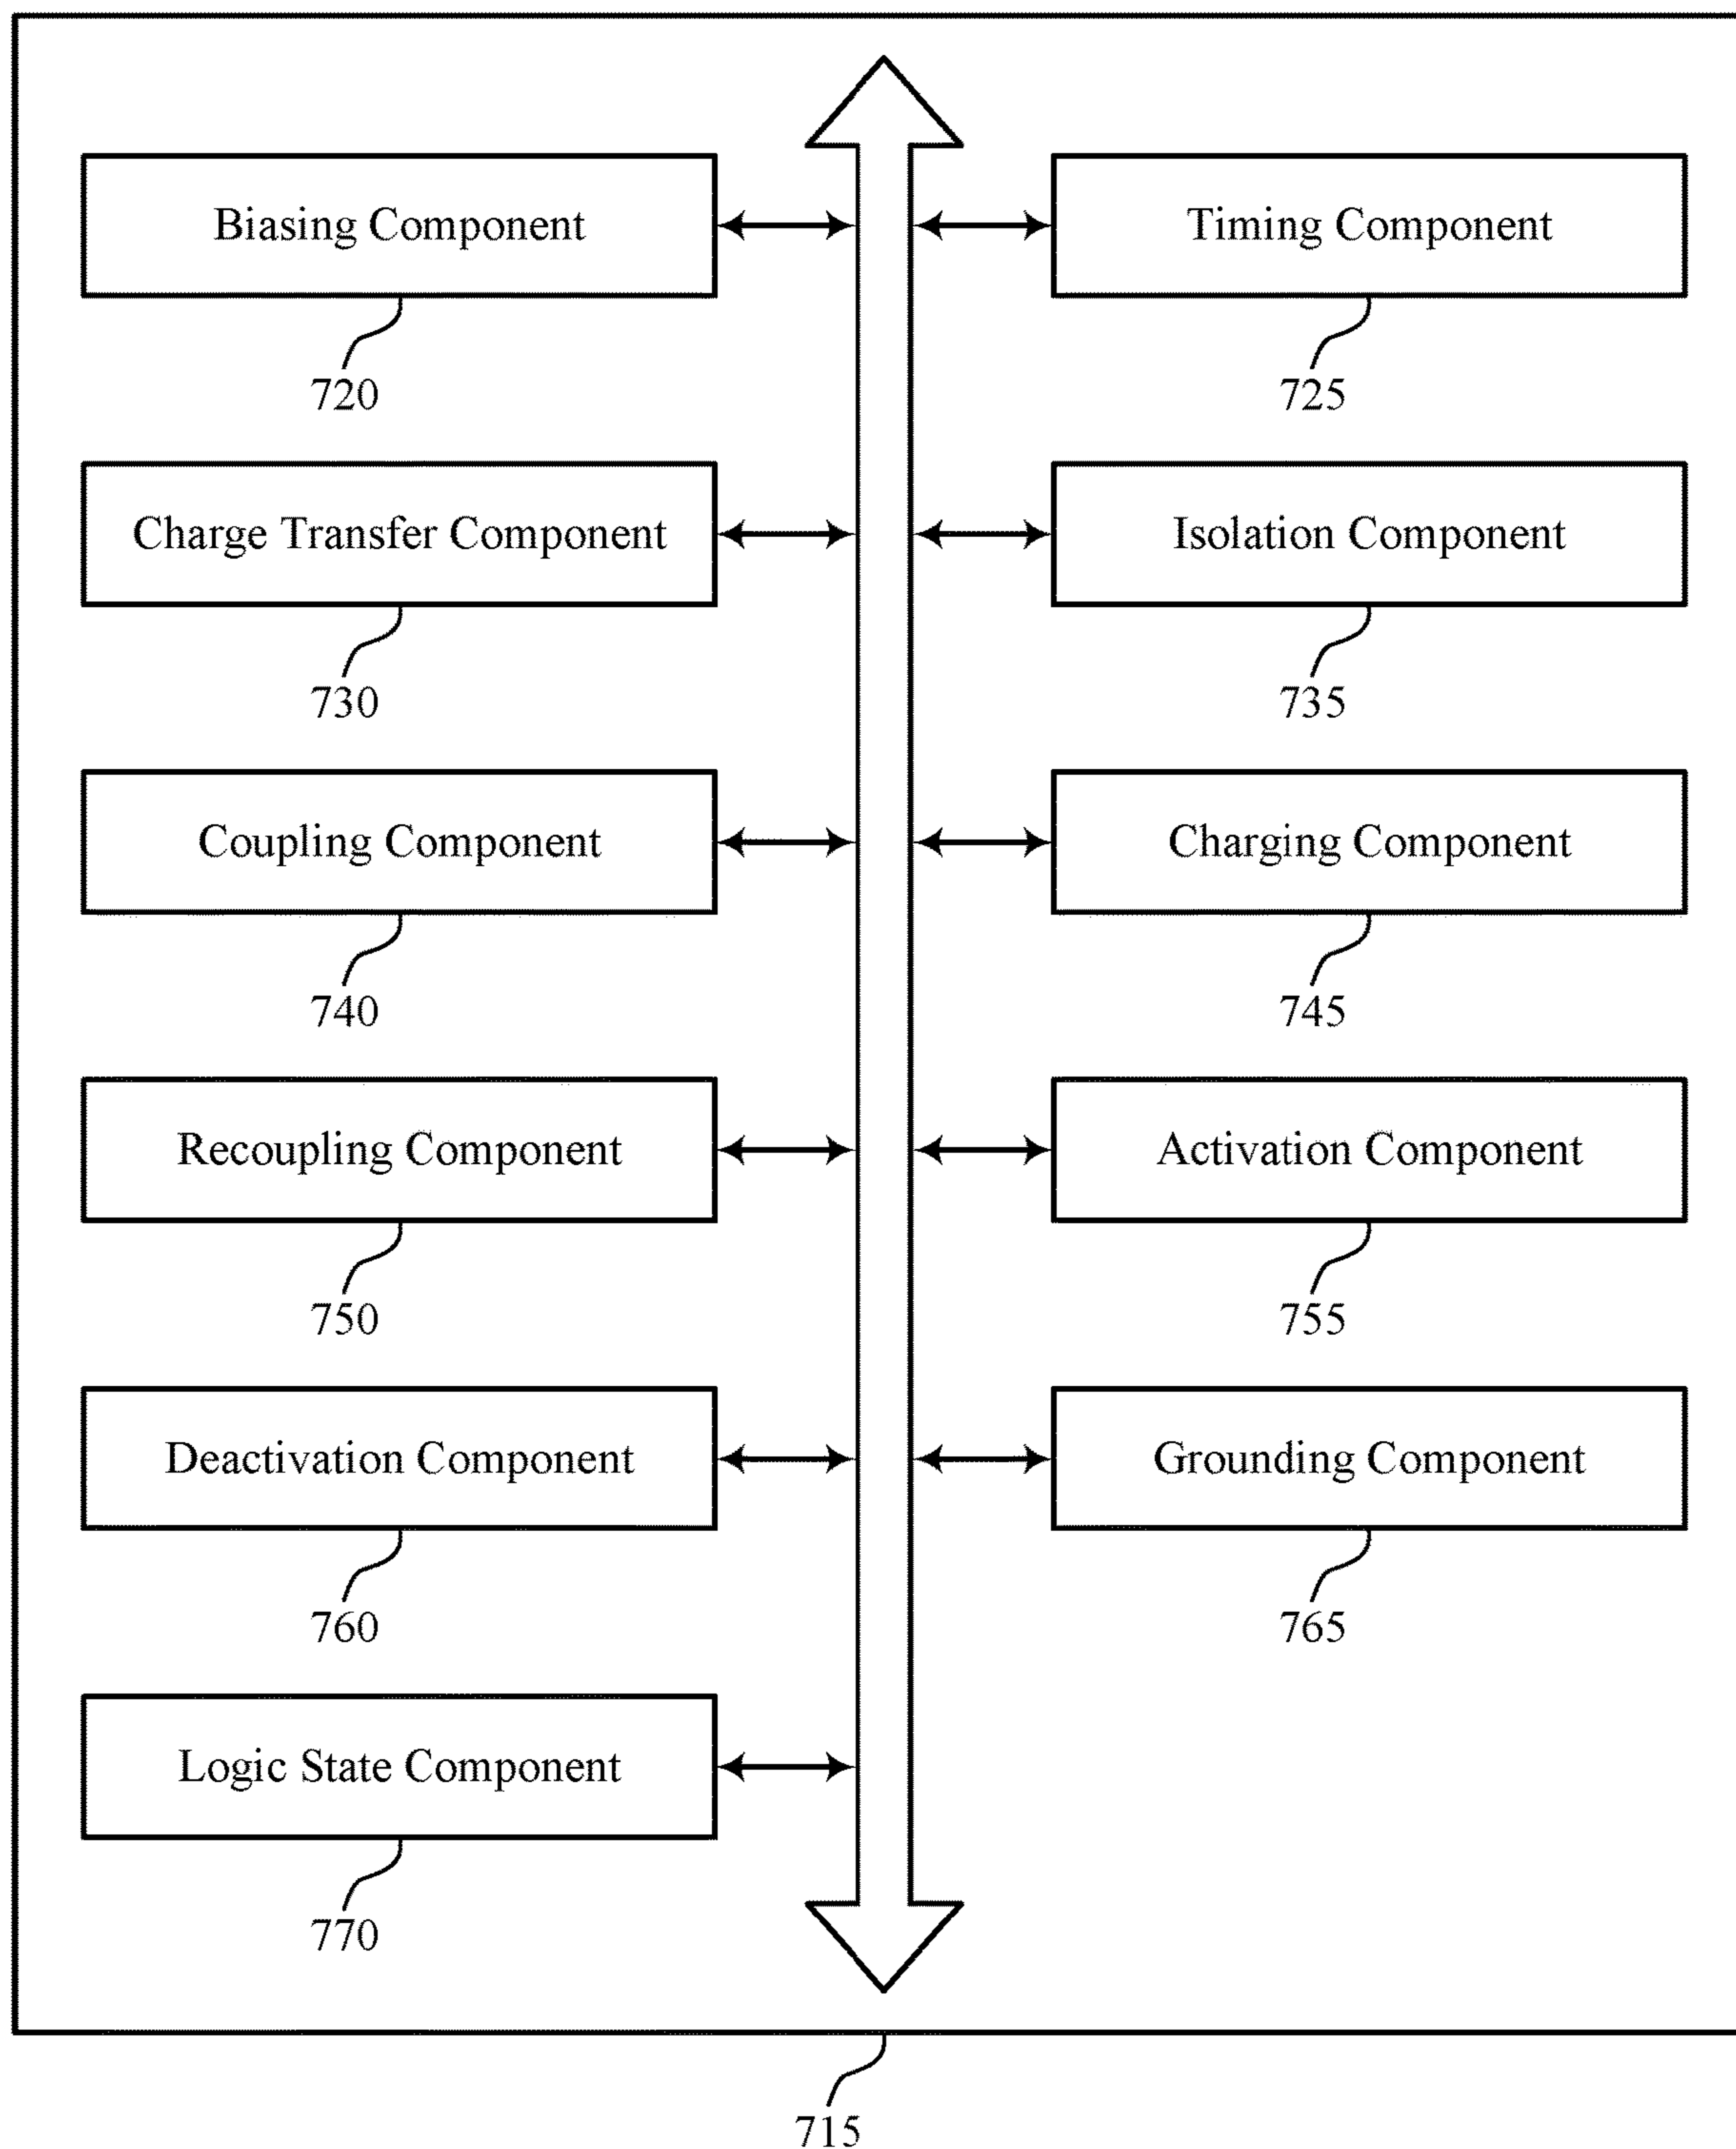 Biasing Component
Timing Component
720
725
Charge Transfer Component
Isolation Component
730
735
Coupling Component
Charging Component
740
745
Recoupling Component
Activation Component
750
755
Deactivation Component
Grounding Component
760
765
Logic State Component
770
715